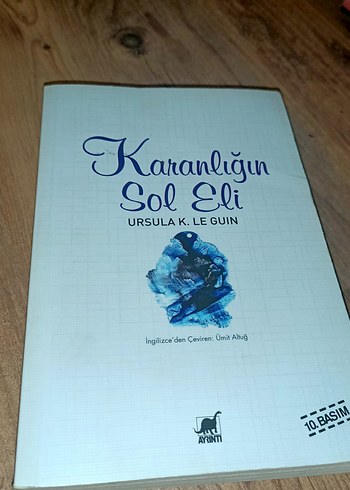 Karanlığın
Sol Eli
URSULA K. LE GUIN
İngilizce'den Çeviren: Ümit Altuğ
AYRINTI
10. BASIM